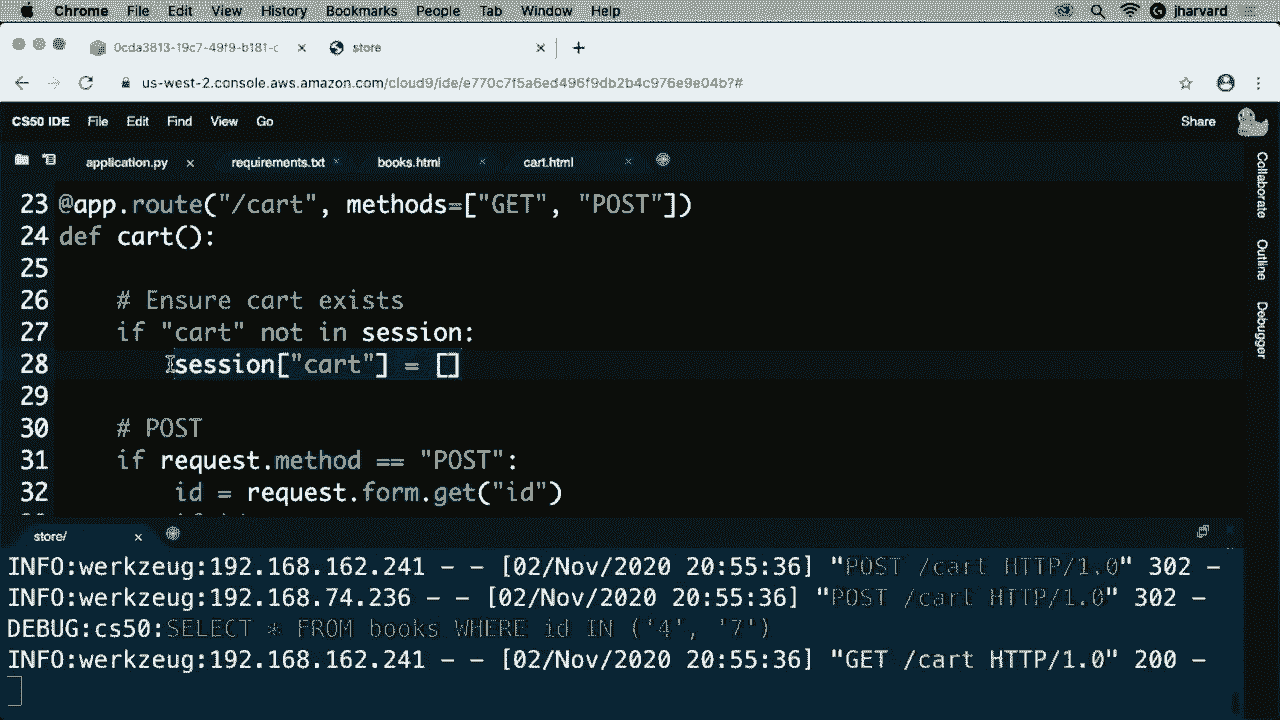 Chrome File Edit View History Bookmarks People Tab Window Help jharvard
0cda3813-19c7-49f9-b181-c store
us-west-2.console.aws.amazon.com/cloud9/ide/e770c7f5a6ed496f9db2b4c976e9e04b?#
CS50 IDE File Edit Find View Go Share
application.py requirements.txt books.html cart.html
Collaborate
Outline
Debugger
23 @app.route("/cart", methods=["GET", "POST"])
24 def cart():
25
26 # Ensure cart exists
27 if "cart" not in session:
28 session["cart"] = []
29
30 # POST
31 if request.method == "POST":
32 id = request.form.get("id")
store/
INFO:werkzeug:192.168.162.241 - - [02/Nov/2020 20:55:36] "POST /cart HTTP/1.0" 302 -
INFO:werkzeug:192.168.74.236 - - [02/Nov/2020 20:55:36] "POST /cart HTTP/1.0" 302 -
DEBUG:cs50:SELECT * FROM books WHERE id IN ('4', '7')
INFO:werkzeug:192.168.162.241 - - [02/Nov/2020 20:55:36] "GET /cart HTTP/1.0" 200 -